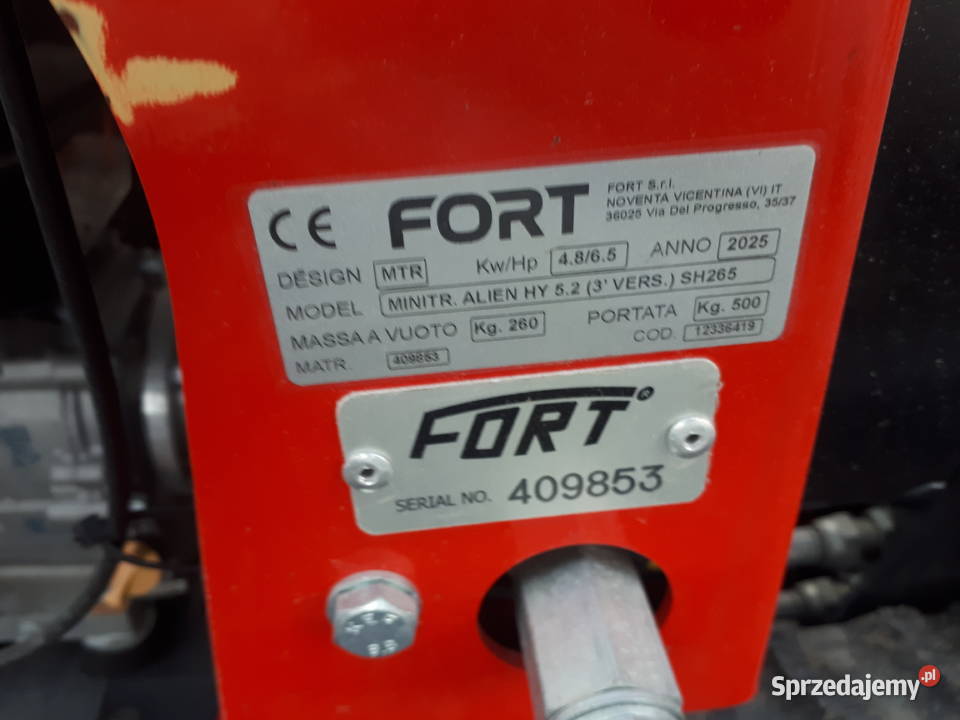 CE FORT FORT S.r.l.
NOVENTA VICENTINA (VI) IT
36025 Via Del Progresso, 35/37
DESIGN MTR Kw/Hp 4.8/6.5 ANNO 2025
MODEL MINITR. ALIEN HY 5.2 (3' VERS.) SH265
MASSA A VUOTO Kg. 260 PORTATA Kg. 500
MATR. 409853 COD. 12336419
FORT®
SERIAL NO. 409853
8.8
Sprzedajemy.pl